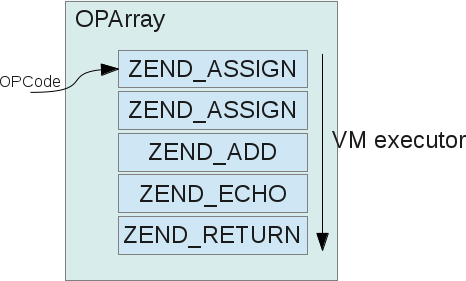 OPArray
OPCode
ZEND_ASSIGN
ZEND_ASSIGN
ZEND_ADD
ZEND_ECHO
ZEND_RETURN
VM executor